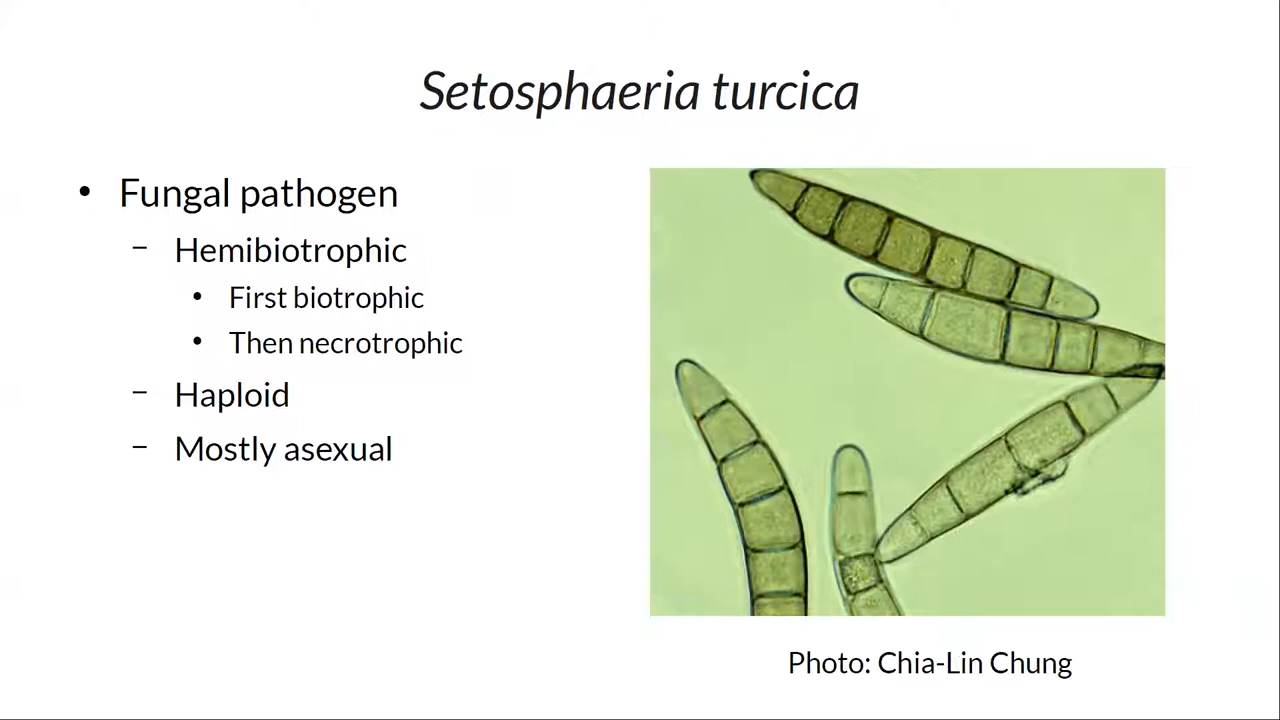 Setosphaeria turcica
• Fungal pathogen
– Hemibiotrophic
• First biotrophic
• Then necrotrophic
– Haploid
– Mostly asexual
Photo: Chia-Lin Chung